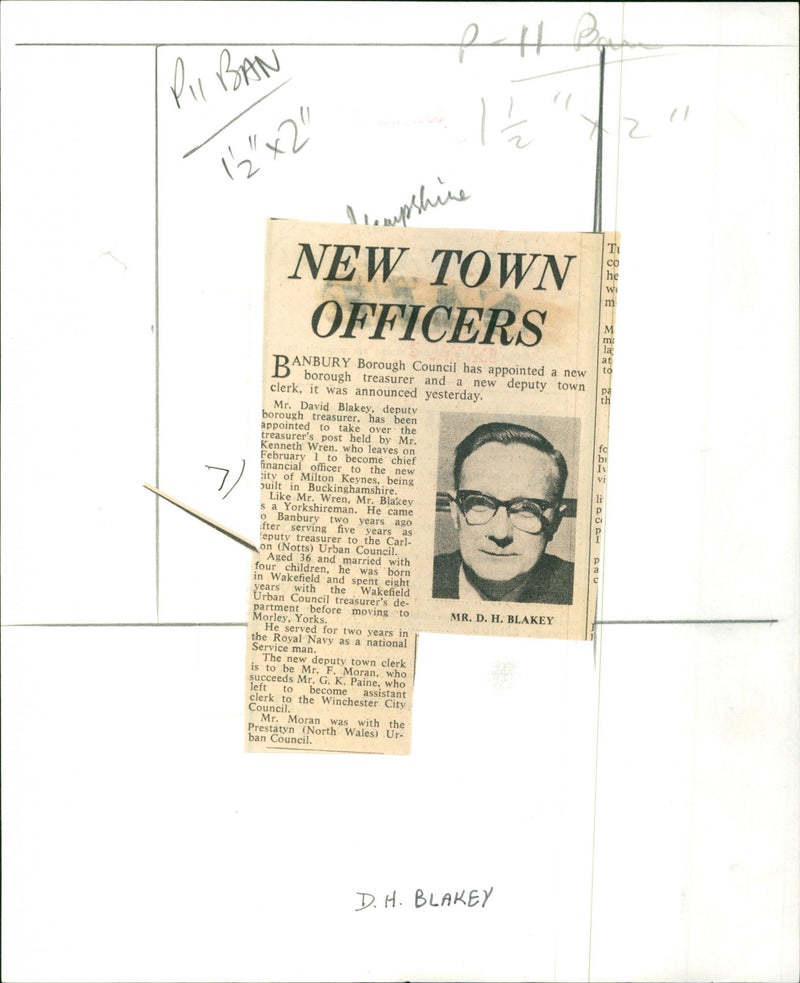 P11 BAN
1½" x 2"
P-11 Ban
1½" x 2"
Hampshire
NEW TOWN
OFFICERS
BANBURY Borough Council has appointed a new
borough treasurer and a new deputy town
clerk, it was announced yesterday.
Mr. David Blakey, deputy
borough treasurer, has been
appointed to take over the
treasurer's post held by Mr.
Kenneth Wren, who leaves on
February 1 to become chief
financial officer to the new
city of Milton Keynes, being
built in Buckinghamshire.
Like Mr. Wren, Mr. Blakey
s a Yorkshireman. He came
o Banbury two years ago
fter serving five years as
eputy treasurer to the Carl-
on (Notts) Urban Council.
Aged 36 and married with
four children, he was born
in Wakefield and spent eight
years with the Wakefield
Urban Council treasurer's de-
partment before moving to
Morley, Yorks.
He served for two years in
the Royal Navy as a national
Service man.
The new deputy town clerk
is to be Mr. F. Moran, who
succeeds Mr. G. K. Paine, who
left to become assistant
clerk to the Winchester City
Council.
Mr. Moran was with the
Prestatyn (North Wales) Ur-
ban Council.
MR. D. H. BLAKEY
7)
D. H. BLAKEY